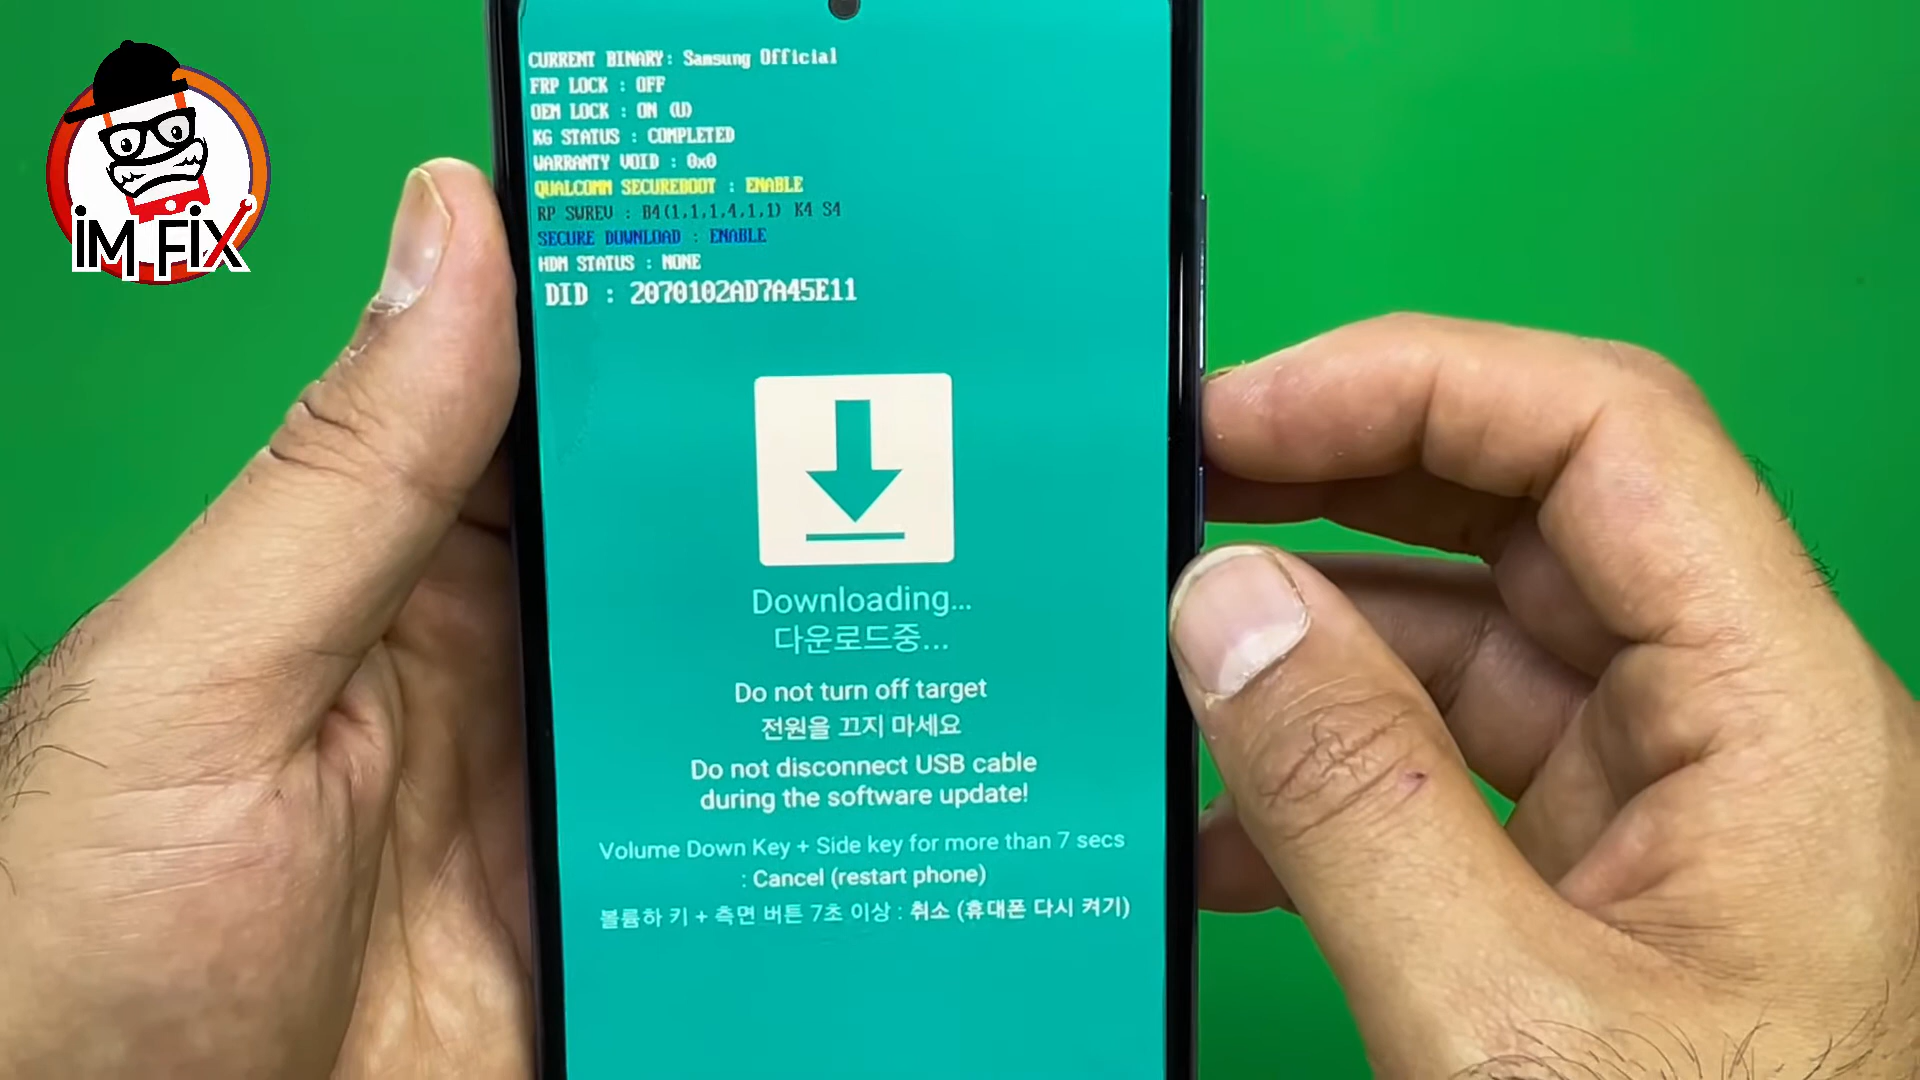 iM FiX
CURRENT BINARY: Samsung Official
FRP LOCK : OFF
OEM LOCK : ON (U)
KG STATUS : COMPLETED
WARRANTY VOID : 0x0
QUALCOMM SECUREBOOT : ENABLE
RP SWREV : B4(1,1,1,4,1,1) K4 S4
SECURE DOWNLOAD : ENABLE
HDM STATUS : NONE
DID : 2070102AD7A45E11
Downloading...
다운로드중...
Do not turn off target
전원을 끄지 마세요
Do not disconnect USB cable
during the software update!
Volume Down Key + Side key for more than 7 secs
: Cancel (restart phone)
볼륨하 키 + 측면 버튼 7초 이상 : 취소 (휴대폰 다시 켜기)